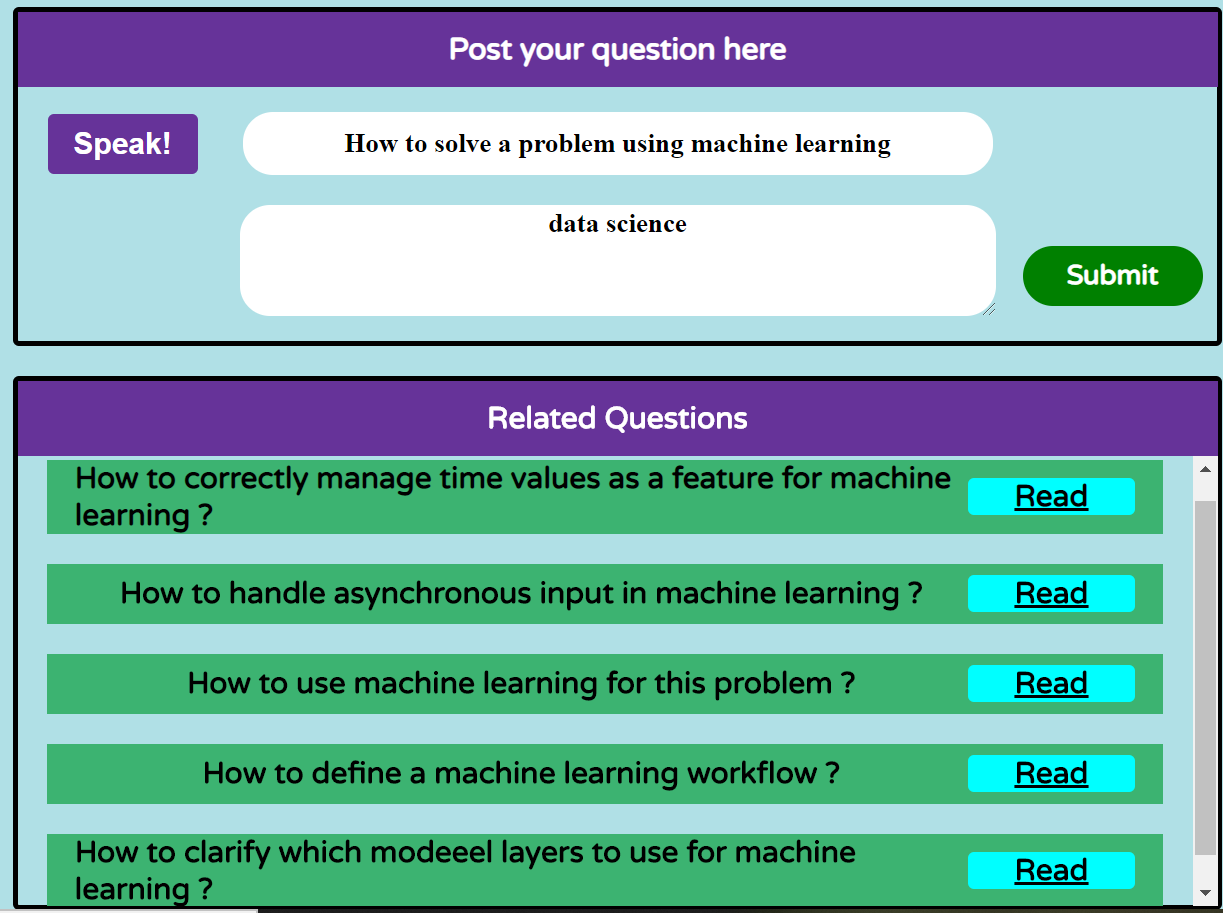 Post your question here
Speak!
How to solve a problem using machine learning
data science
Submit
Related Questions
How to correctly manage time values as a feature for machine
learning ?
Read
How to handle asynchronous input in machine learning ?
Read
How to use machine learning for this problem ?
Read
How to define a machine learning workflow ?
Read
How to clarify which modeeel layers to use for machine
learning ?
Read